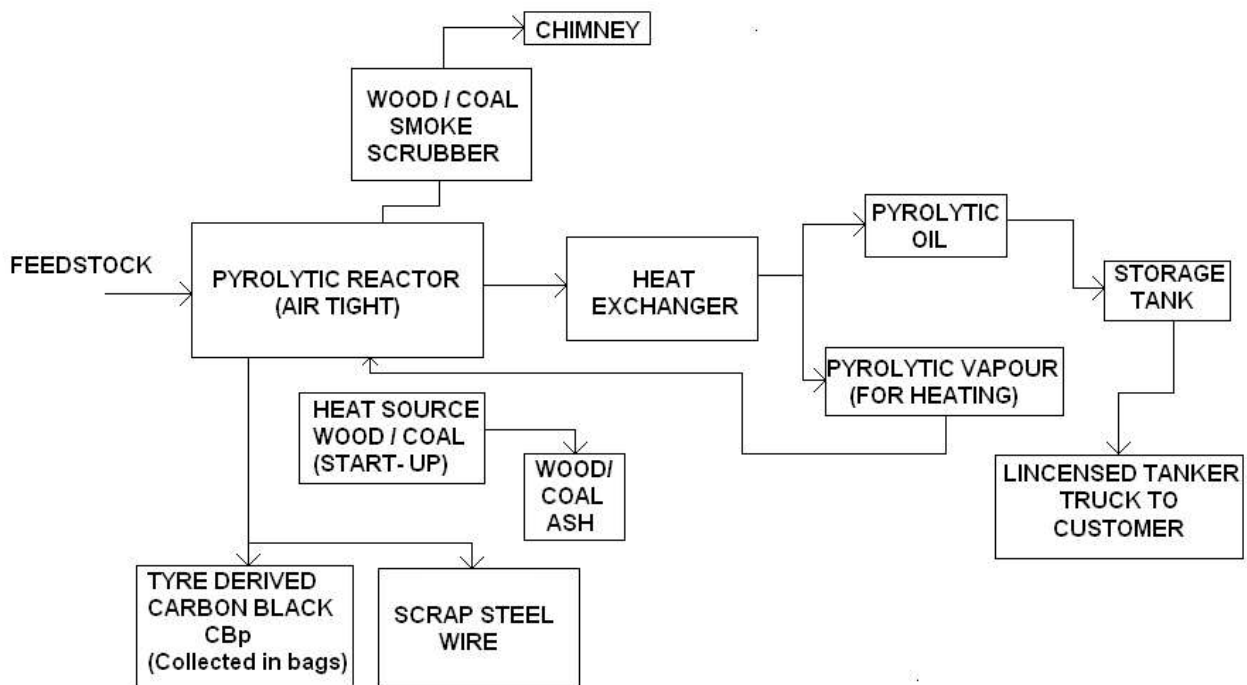 CHIMNEY
WOOD / COAL
SMOKE
SCRUBBER
FEEDSTOCK
PYROLYTIC REACTOR
(AIR TIGHT)
HEAT
EXCHANGER
PYROLYTIC
OIL
STORAGE
TANK
PYROLYTIC VAPOUR
(FOR HEATING)
HEAT SOURCE
WOOD / COAL
(START- UP)
WOOD/
COAL
ASH
LINCENSED TANKER
TRUCK TO
CUSTOMER
TYRE DERIVED
CARBON BLACK
CBp
(Collected in bags)
SCRAP STEEL
WIRE